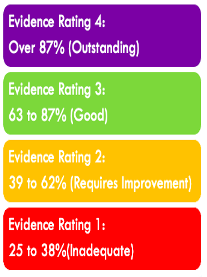 Evidence Rating 4:
Over 87% (Outstanding)
Evidence Rating 3:
63 to 87% (Good)
Evidence Rating 2:
39 to 62% (Requires Improvement)
Evidence Rating 1:
25 to 38%(Inadequate)